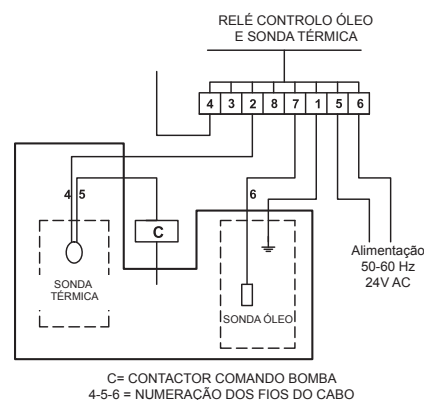 RELÉ CONTROLO ÓLEO
E SONDA TÉRMICA
4 3 2 8 7 1 5 6
4 5
6
C
SONDA
TÉRMICA
SONDA ÓLEO
Alimentação
50-60 Hz
24V AC
C= CONTACTOR COMANDO BOMBA
4-5-6 = NUMERAÇÃO DOS FIOS DO CABO